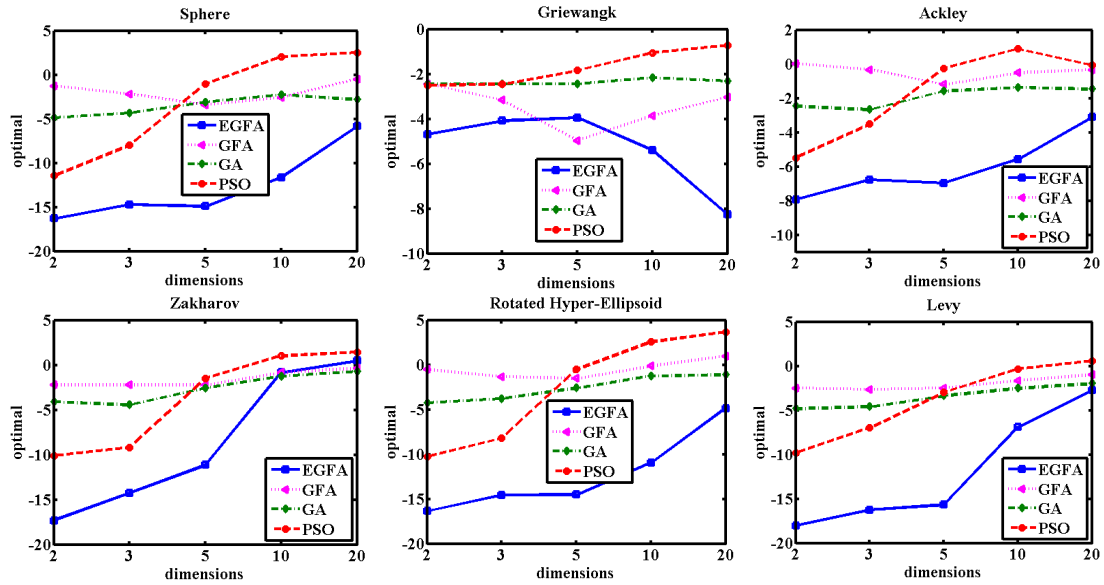 Sphere
5
0
-5
-10
-15
-20
optimal
EGFA
GFA
GA
PSO
2 3 5 10 20
dimensions
Griewangk
0
-2
-4
-6
-8
-10
optimal
EGFA
GFA
GA
PSO
2 3 5 10 20
dimensions
Ackley
2
0
-2
-4
-6
-8
-10
optimal
EGFA
GFA
GA
PSO
2 3 5 10 20
dimensions
Zakharov
5
0
-5
-10
-15
-20
optimal
EGFA
GFA
GA
PSO
2 3 5 10 20
dimensions
Rotated Hyper-Ellipsoid
5
0
-5
-10
-15
-20
optimal
EGFA
GFA
GA
PSO
2 3 5 10 20
dimensions
Levy
5
0
-5
-10
-15
-20
optimal
EGFA
GFA
GA
PSO
2 3 5 10 20
dimensions